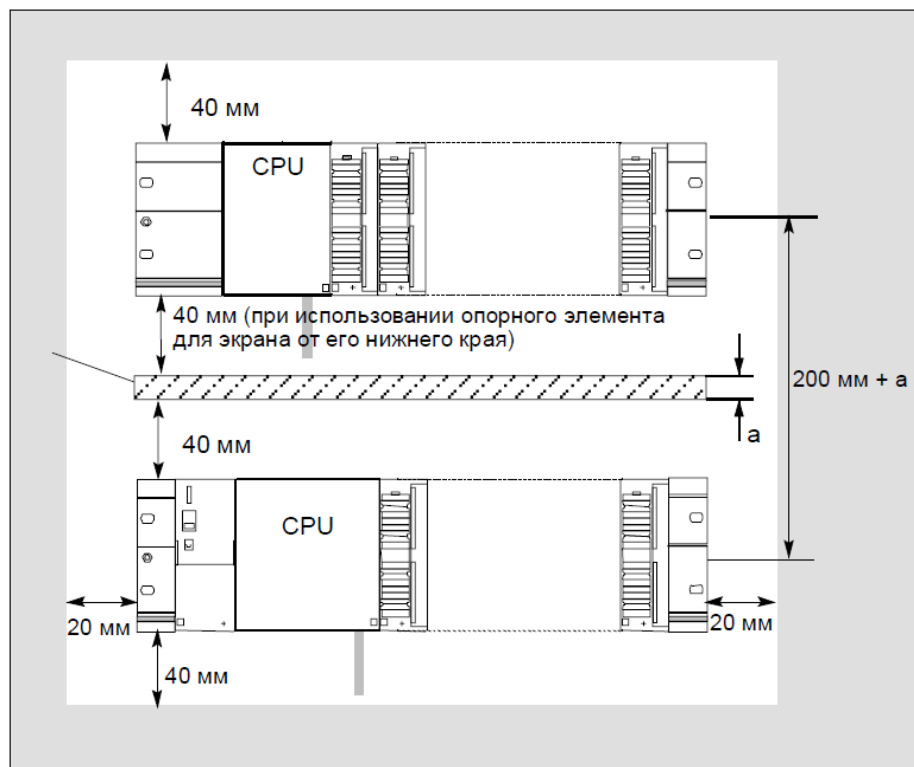 40 мм
CPU
40 мм (при использовании опорного элемента
для экрана от его нижнего края)
200 мм + a
a
40 мм
CPU
20 мм
20 мм
40 мм